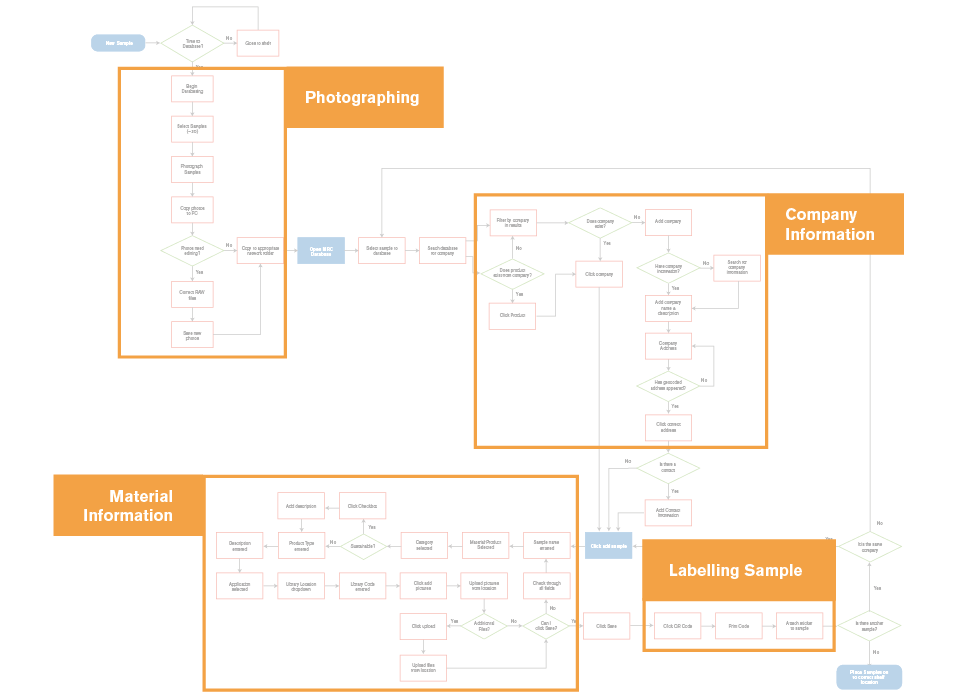 New Sample
Time to
Database?
No
Close to shelf
Yes
Photographing
Begin
Databasing
Select Samples
Photograph
Samples
Copy photos
to PC
Photos need
editing?
No
Copy to appropriate
network folder
Yes
Correct RAW
files
Save new
photos
Open
Database
Select sample to
database
Search database
for company
Company
Information
Filter by company
in results
Does company
exist?
No
Add company
No
Yes
Does product
exist from company?
Click company
Have company
information?
No
Search for
company
information
Yes
Yes
Click Product
Add company
name &
description
Company
Address
Has geocoded
address appeared?
No
Yes
Click correct
address
No
Is there a
contact
Yes
Add Contact
Information
Material
Information
Add description
Click Checkbox
Yes
Description
entered
Product Type
entered
No
Sustainable?
Category
selected
Material Product
Selected
Sample name
entered
Click add sample
Application
selected
Library Location
dropdown
Library Code
entered
Click add
pictures
Upload pictures
from location
Check through
all fields
No
Click upload
Yes
Additional
Files?
No
Can I
click Save?
Yes
Click Save
Upload files
from location
Labelling Sample
Click QR Code
Print Code
Attach sticker
to sample
No
Is it the same
company
Yes
Is there another
sample?
No
Place Samples on
to correct shelf
location